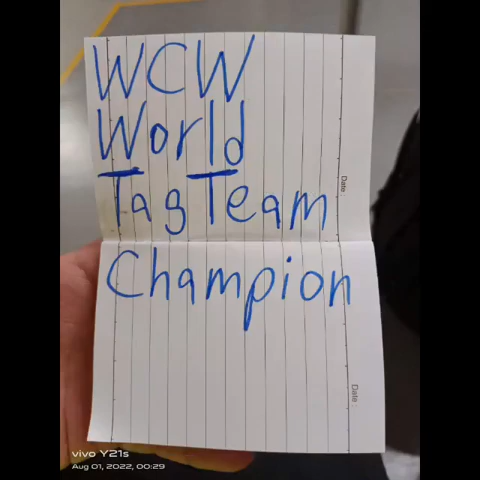 WCW
World
TagTeam
Champion
Date :
Date :
vivo Y21s
Aug 01, 2022, 00:29